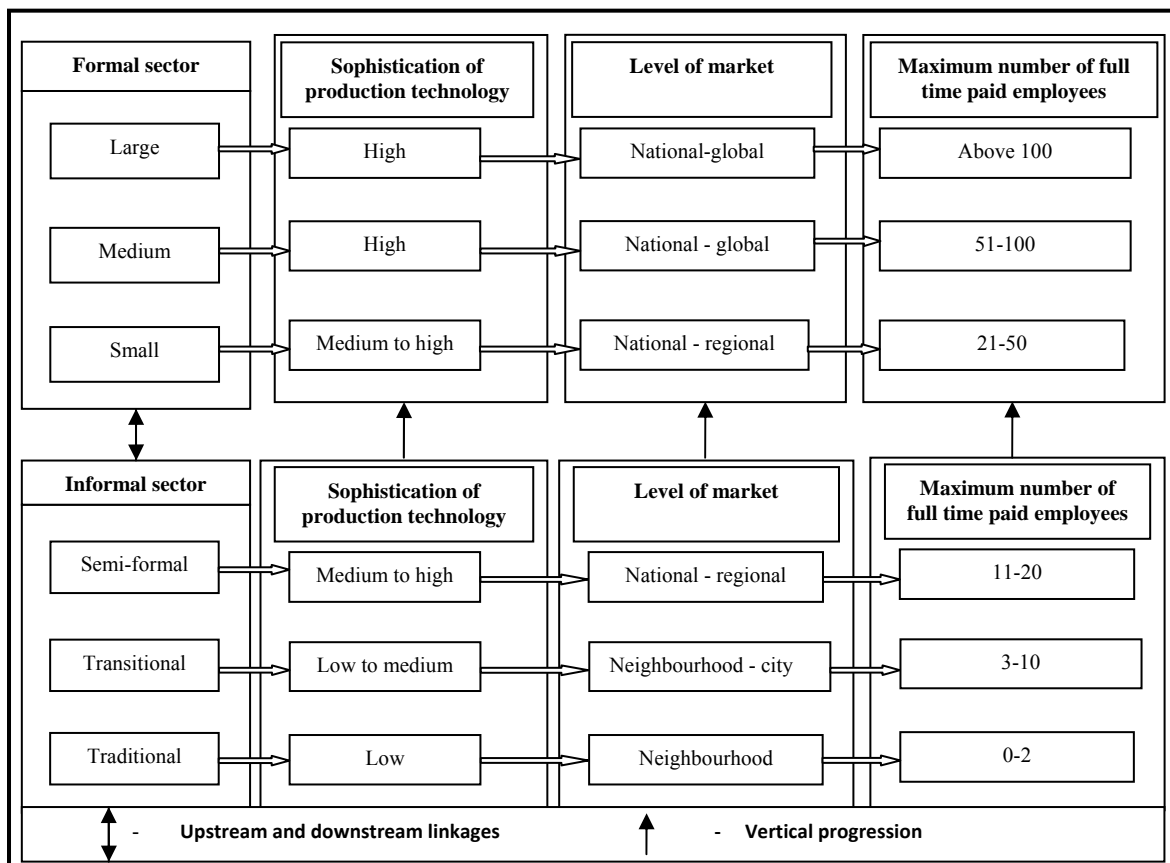 Formal sector
Sophistication of
production technology
Level of market
Maximum number of full
time paid employees
Large
High
National-global
Above 100
Medium
High
National - global
51-100
Small
Medium to high
National - regional
21-50
Informal sector
Sophistication of
production technology
Level of market
Maximum number of
full time paid employees
Semi-formal
Medium to high
National - regional
11-20
Transitional
Low to medium
Neighbourhood - city
3-10
Traditional
Low
Neighbourhood
0-2
- Upstream and downstream linkages
- Vertical progression